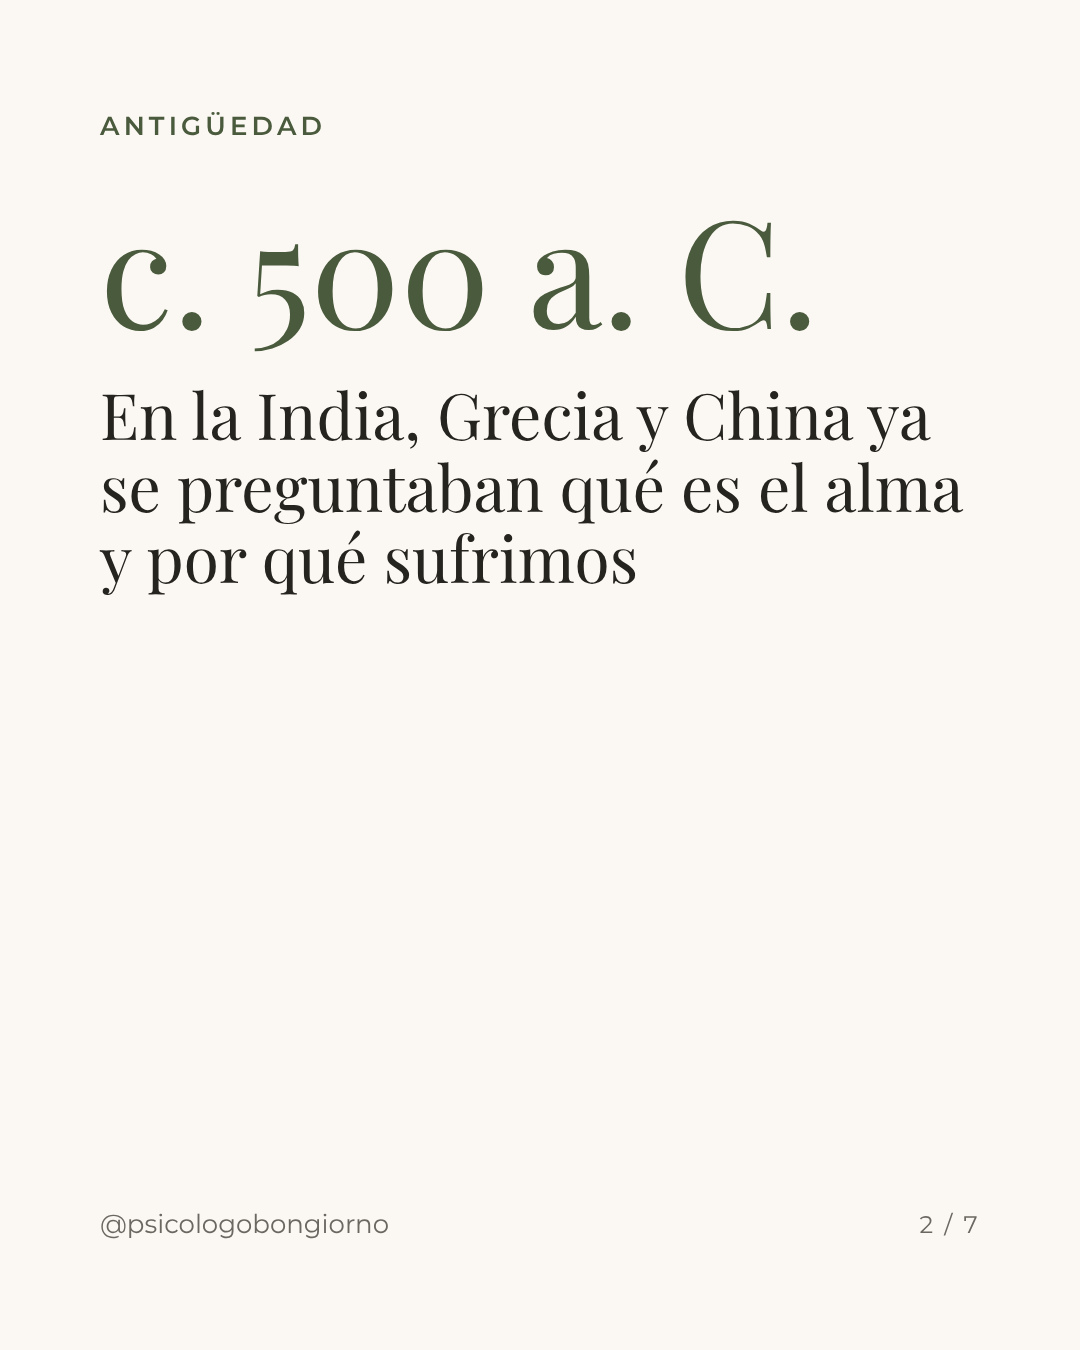 ANTIGÜEDAD
c. 500 a. C.
En la India, Grecia y China ya
se preguntaban qué es el alma
y por qué sufrimos
@psicologobongiorno
2 / 7